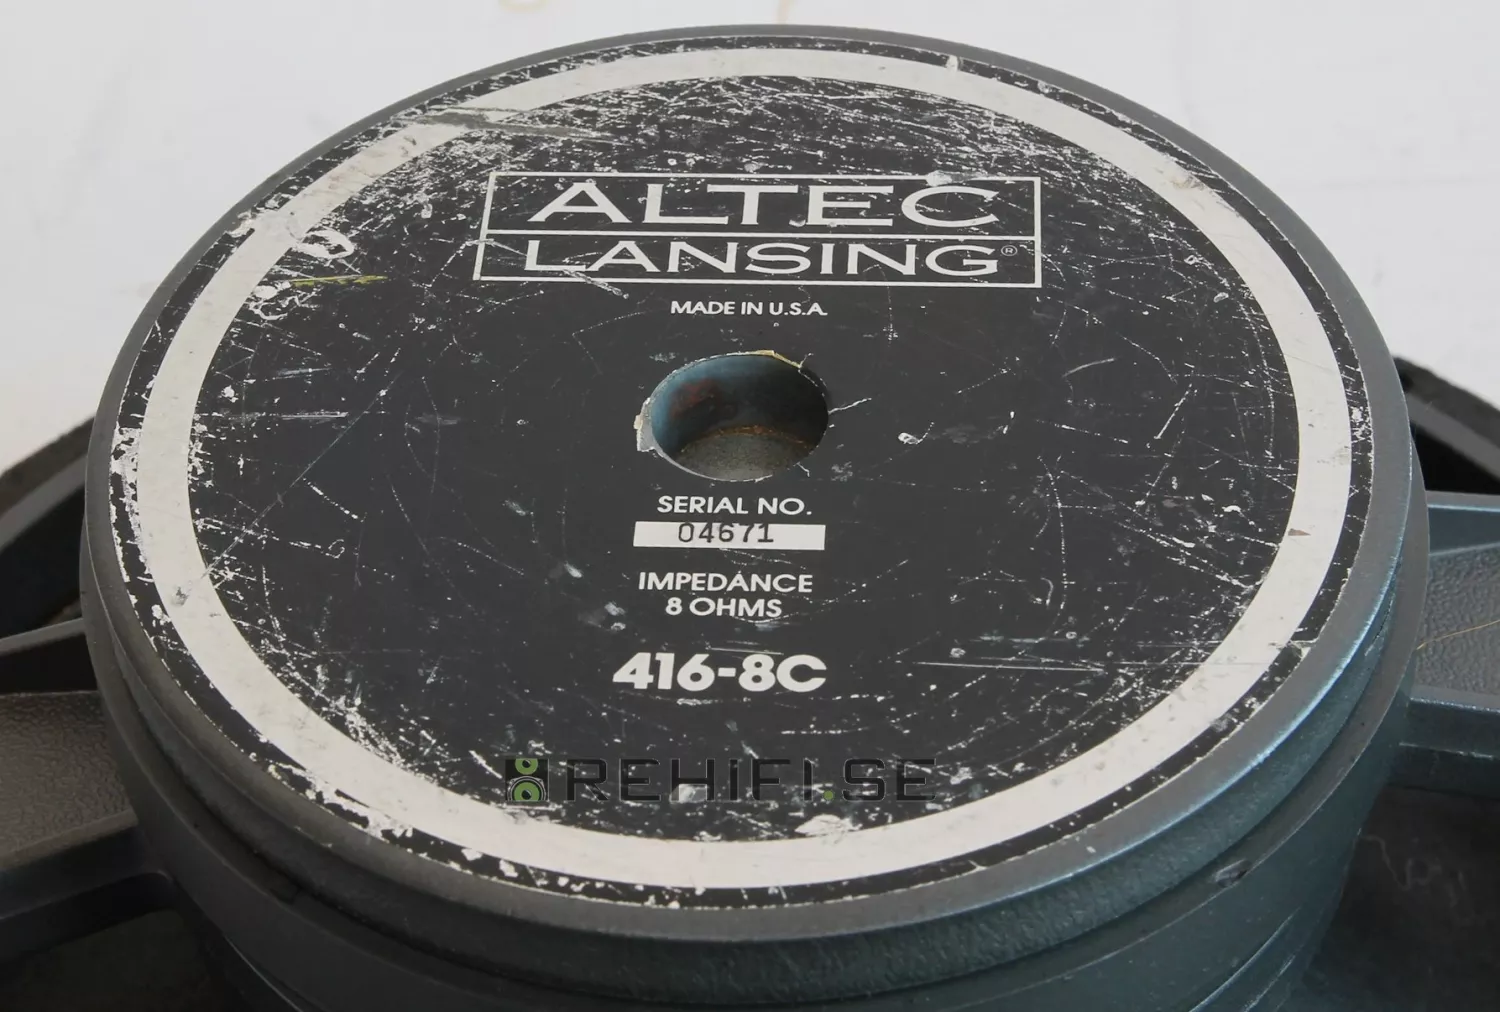 ALTEC
LANSING®
MADE IN U.S.A.
SERIAL NO.
04671
IMPEDANCE
8 OHMS
416-8C
REHiFI.SE